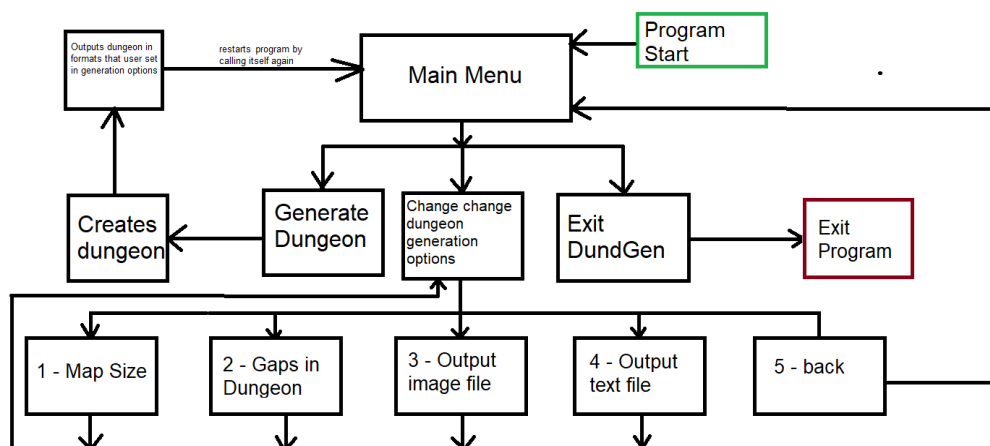 Program
Start
Outputs dungeon in
formats that user set
in generation options
restarts program by
calling itself again
Main Menu
Creates
dungeon
Generate
Dungeon
Change change
dungeon
generation
options
Exit
DundGen
Exit
Program
1 - Map Size
2 - Gaps in
Dungeon
3 - Output
image file
4 - Output
text file
5 - back